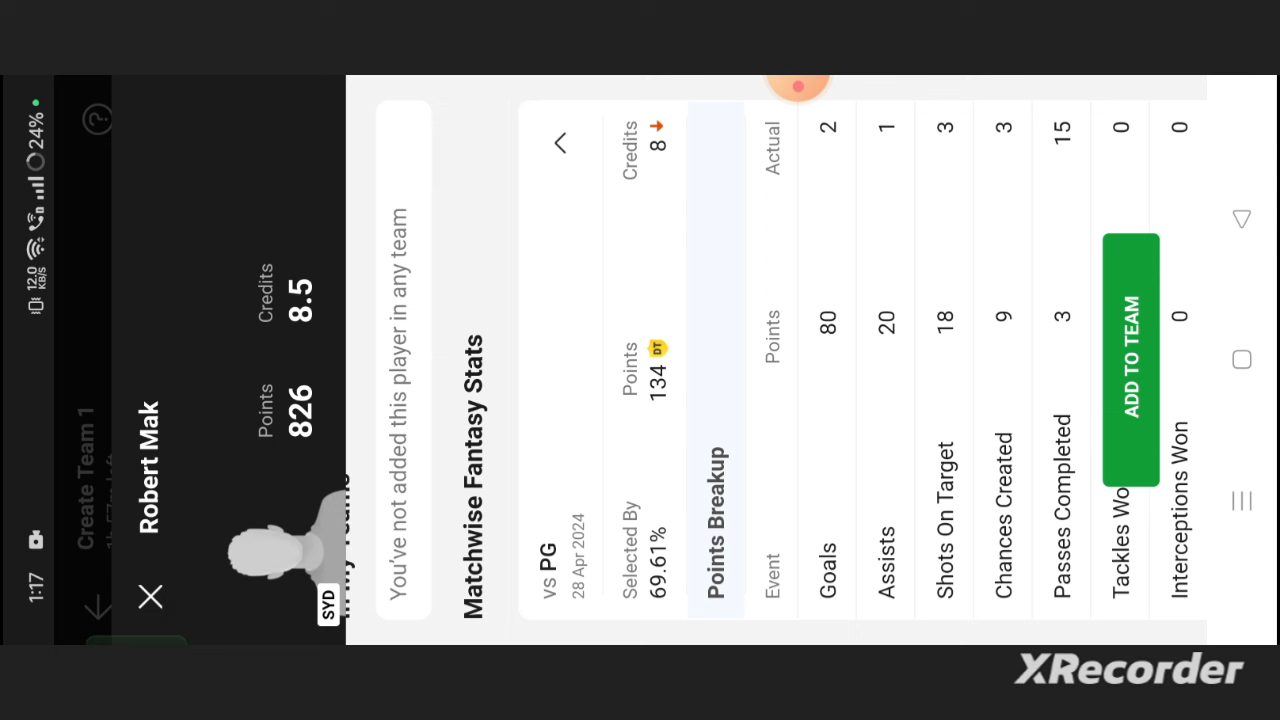 1:17
12.0
KB/S
24%
Create Team 1
Robert Mak
SYD
Points
826
Credits
8.5
You've not added this player in any team
Matchwise Fantasy Stats
vs PG
28 Apr 2024
Selected By
69.61%
Points
134 DT
Credits
8
Points Breakup
Event Points Actual
Goals 80 2
Assists 20 1
Shots On Target 18 3
Chances Created 9 3
Passes Completed 3 15
Tackles Wo 0
ADD TO TEAM
Interceptions Won 0 0
XRecorder